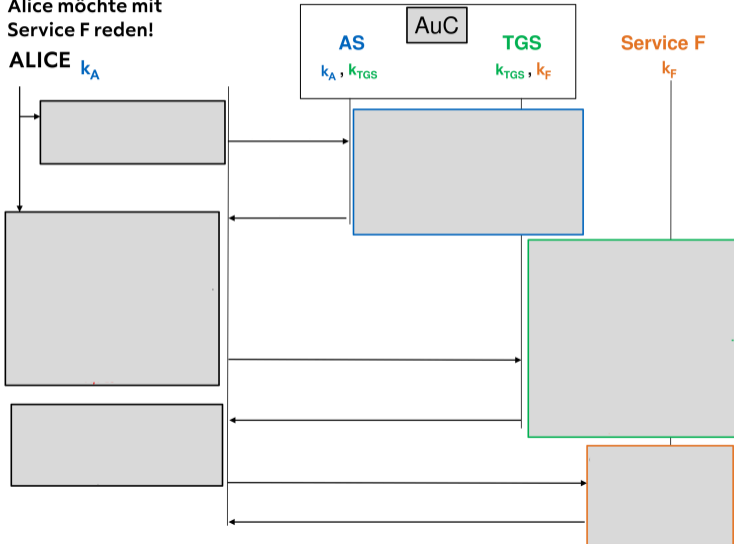 Alice möchte mit
Service F reden!
ALICE kA
AuC
AS
kA , kTGS
TGS
kTGS , kF
Service F
kF